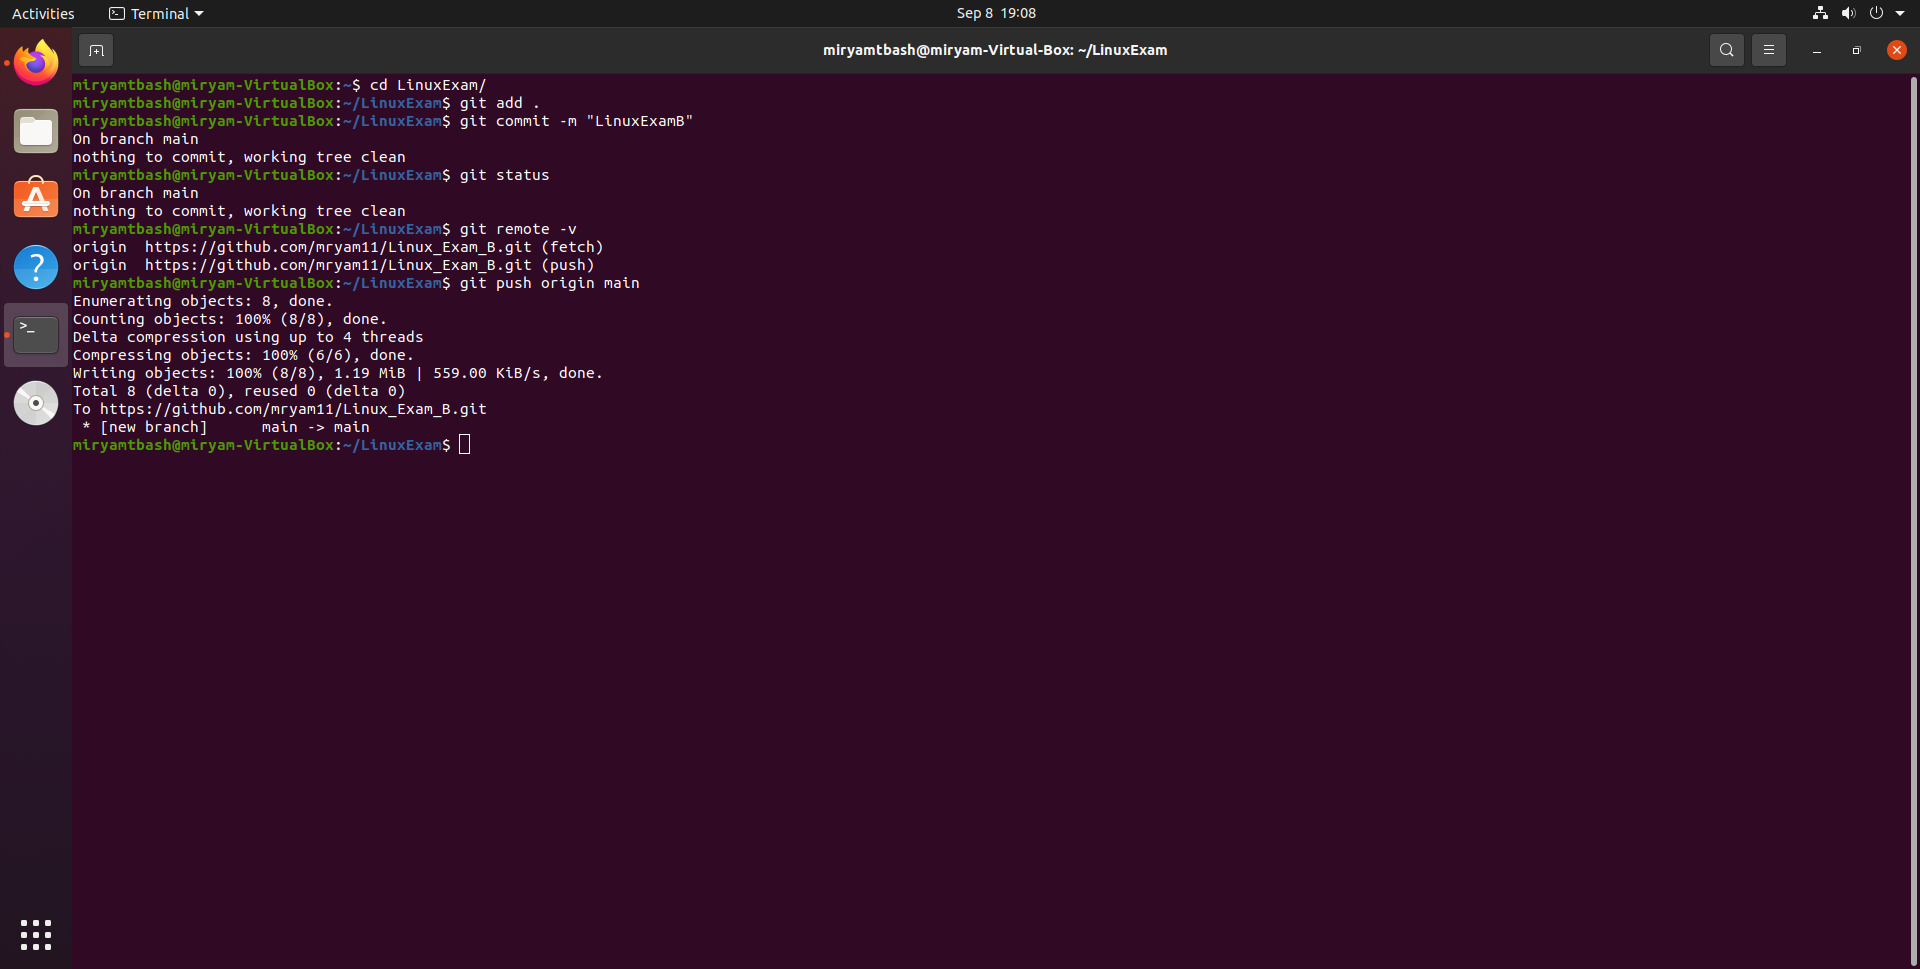 Activities
Terminal
Sep 8 19:08
miryamtbash@miryam-Virtual-Box: ~/LinuxExam
miryamtbash@miryam-VirtualBox:~$ cd LinuxExam/
miryamtbash@miryam-VirtualBox:~/LinuxExam$ git add .
miryamtbash@miryam-VirtualBox:~/LinuxExam$ git commit -m "LinuxExamB"
On branch main
nothing to commit, working tree clean
miryamtbash@miryam-VirtualBox:~/LinuxExam$ git status
On branch main
nothing to commit, working tree clean
miryamtbash@miryam-VirtualBox:~/LinuxExam$ git remote -v
origin  https://github.com/mryam11/Linux_Exam_B.git (fetch)
origin  https://github.com/mryam11/Linux_Exam_B.git (push)
miryamtbash@miryam-VirtualBox:~/LinuxExam$ git push origin main
Enumerating objects: 8, done.
Counting objects: 100% (8/8), done.
Delta compression using up to 4 threads
Compressing objects: 100% (6/6), done.
Writing objects: 100% (8/8), 1.19 MiB | 559.00 KiB/s, done.
Total 8 (delta 0), reused 0 (delta 0)
To https://github.com/mryam11/Linux_Exam_B.git
 * [new branch]      main -> main
miryamtbash@miryam-VirtualBox:~/LinuxExam$